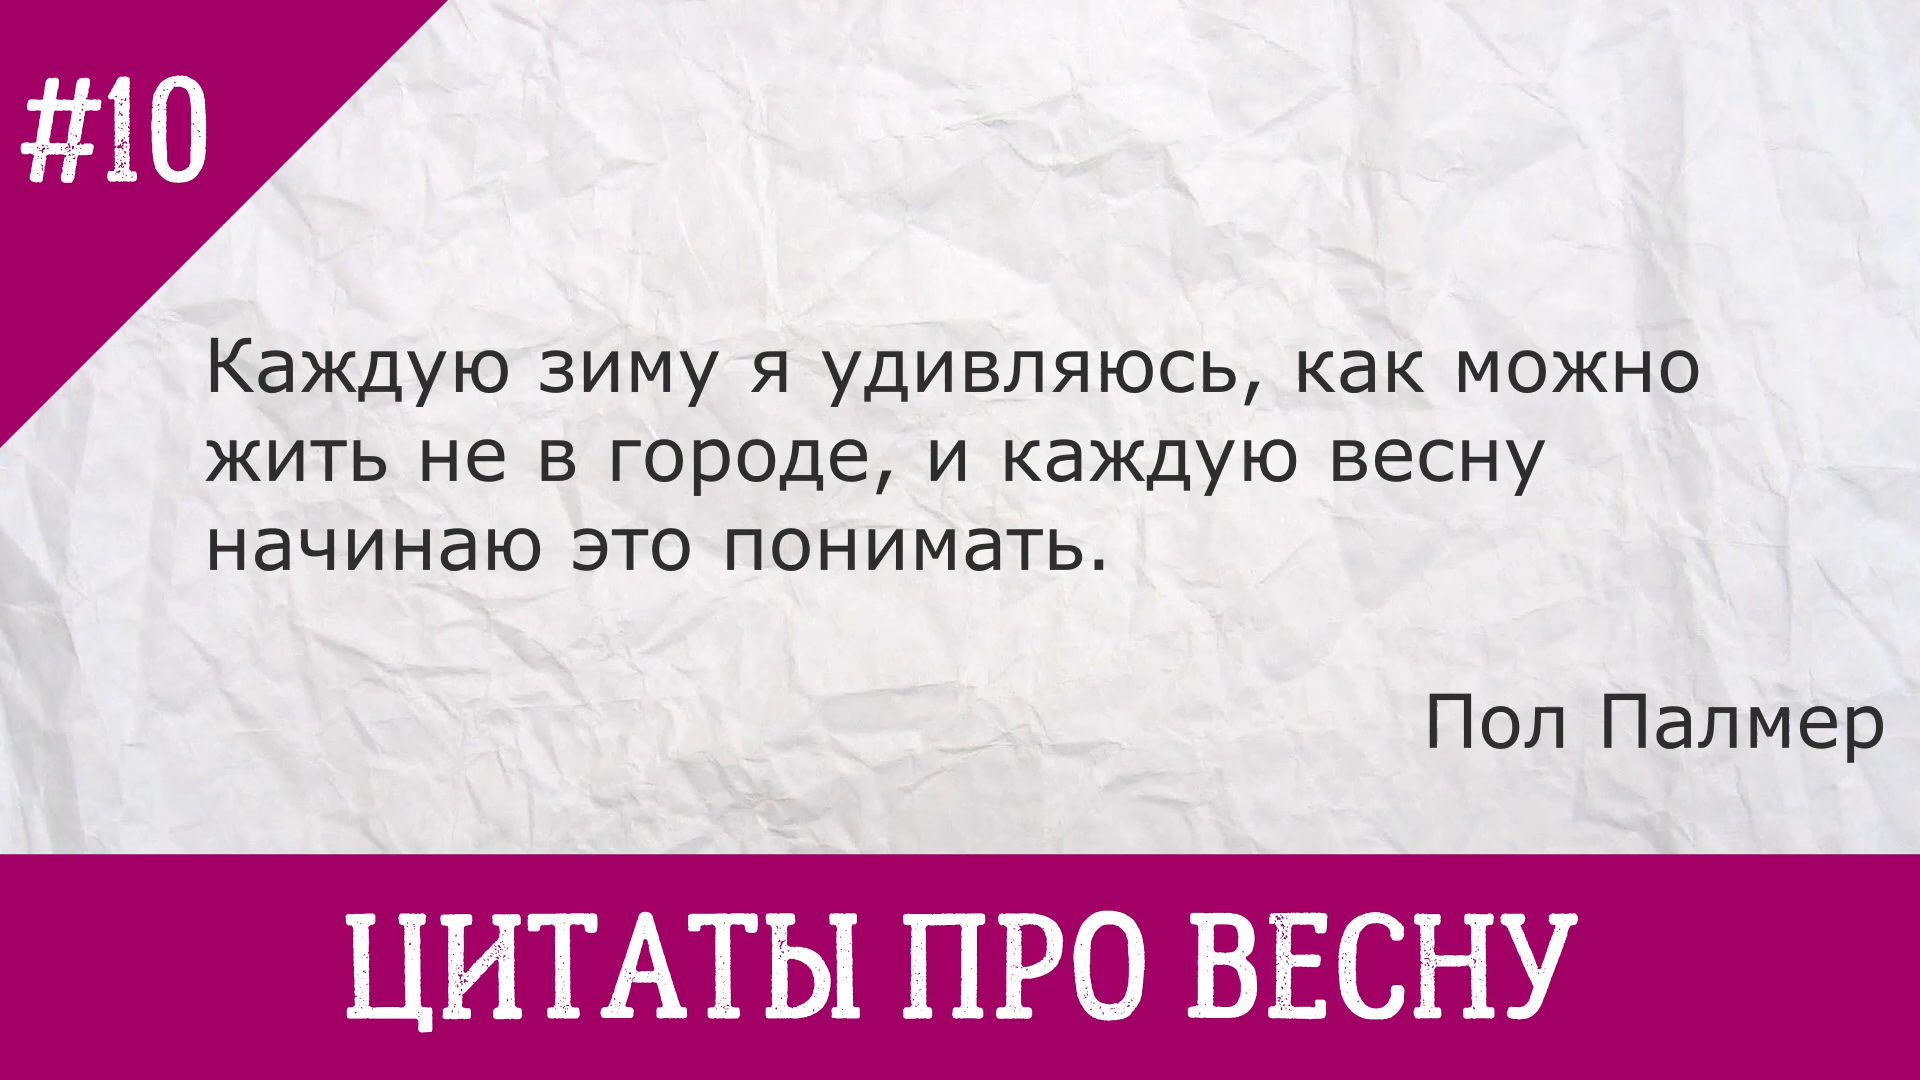 #10
Каждую зиму я удивляюсь, как можно
жить не в городе, и каждую весну
начинаю это понимать.
Пол Палмер
ЦИТАТЫ ПРО ВЕСНУ